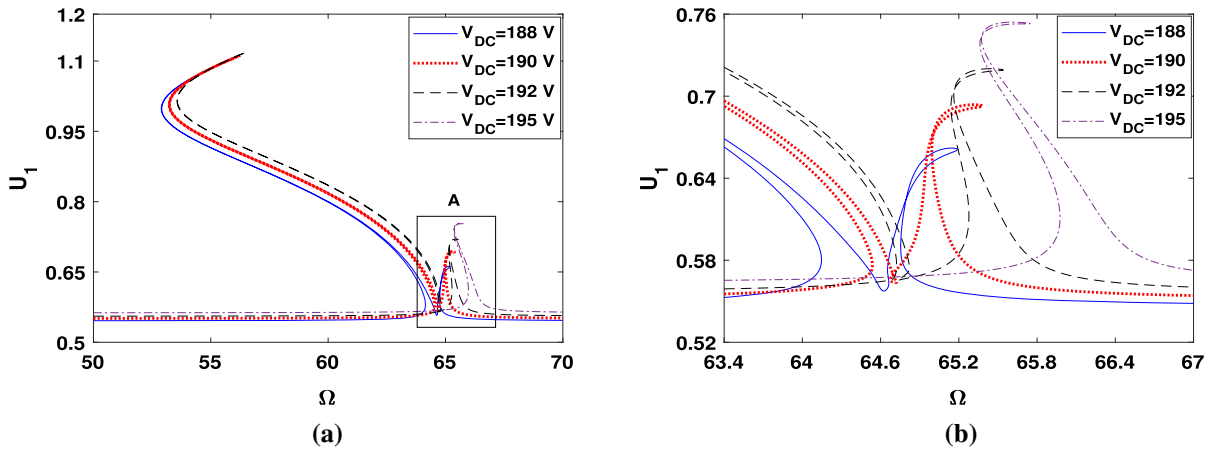 1.2
1.1
0.95
0.8
0.65
0.5
U1
50
55
60
65
70
Ω
A
VDC=188 V
VDC=190 V
VDC=192 V
VDC=195 V
(a)
0.76
0.7
0.64
0.58
0.52
U1
63.4
64
64.6
65.2
65.8
66.4
67
Ω
VDC=188
VDC=190
VDC=192
VDC=195
(b)